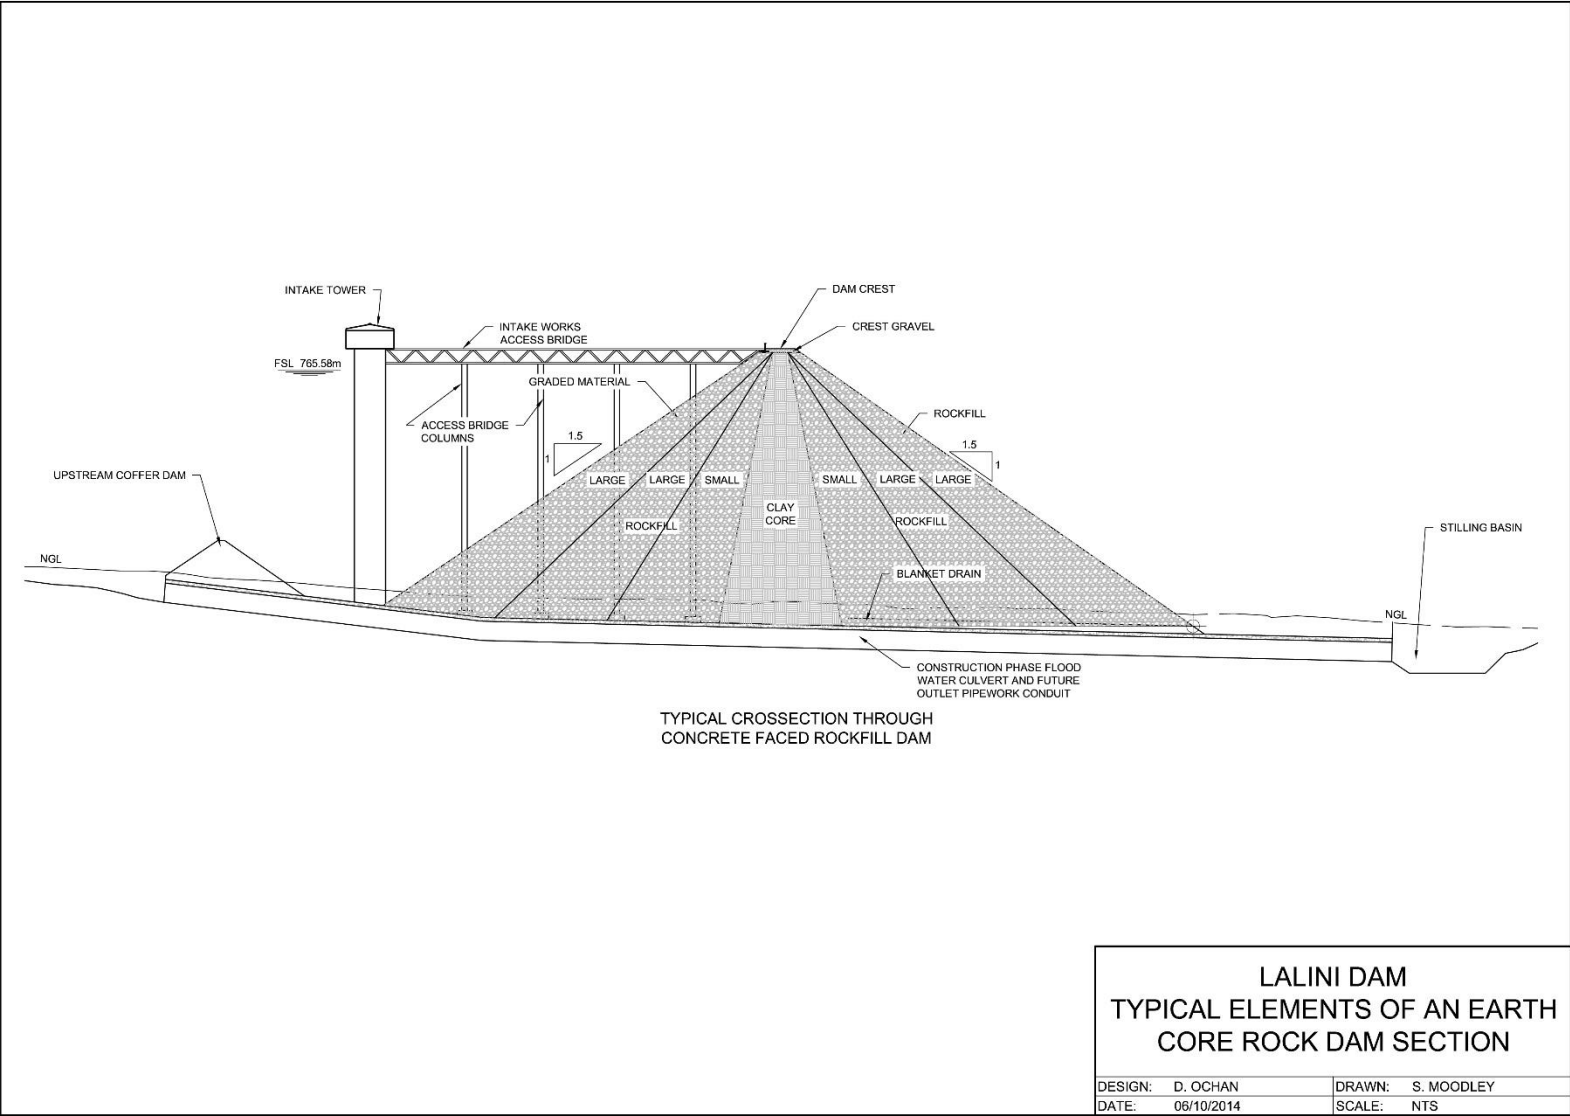 INTAKE TOWER
DAM CREST
INTAKE WORKS
ACCESS BRIDGE
CREST GRAVEL
FSL 765.58m
GRADED MATERIAL
ROCKFILL
ACCESS BRIDGE
COLUMNS
1.5
1
1.5
1
UPSTREAM COFFER DAM
LARGE LARGE SMALL SMALL LARGE LARGE
CLAY
CORE
ROCKFILL ROCKFILL
STILLING BASIN
NGL
BLANKET DRAIN
NGL
CONSTRUCTION PHASE FLOOD
WATER CULVERT AND FUTURE
OUTLET PIPEWORK CONDUIT
TYPICAL CROSSECTION THROUGH
CONCRETE FACED ROCKFILL DAM
LALINI DAM
TYPICAL ELEMENTS OF AN EARTH
CORE ROCK DAM SECTION
DESIGN: D. OCHAN DRAWN: S. MOODLEY
DATE: 06/10/2014 SCALE: NTS